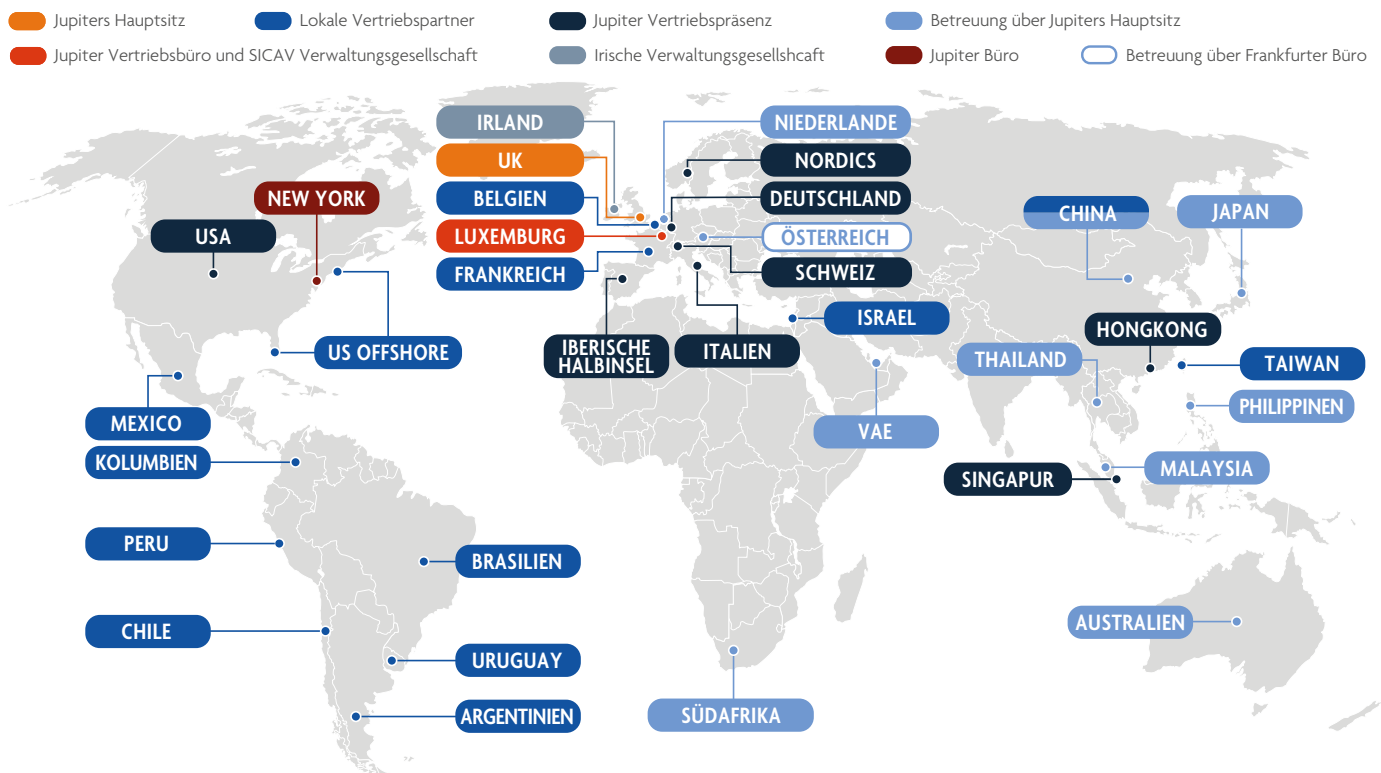 Jupiters Hauptsitz
Lokale Vertriebspartner
Jupiter Vertriebspräsenz
Betreuung über Jupiters Hauptsitz
Jupiter Vertriebsbüro und SICAV Verwaltungsgesellschaft
Irische Verwaltungsgesellshcaft
Jupiter Büro
Betreuung über Frankfurter Büro
IRLAND
NIEDERLANDE
UK
NORDICS
NEW YORK
BELGIEN
DEUTSCHLAND
CHINA
JAPAN
USA
LUXEMBURG
ÖSTERREICH
FRANKREICH
SCHWEIZ
ISRAEL
HONGKONG
US OFFSHORE
IBERISCHE
HALBINSEL
ITALIEN
THAILAND
TAIWAN
MEXICO
VAE
PHILIPPINEN
KOLUMBIEN
SINGAPUR
MALAYSIA
PERU
BRASILIEN
CHILE
AUSTRALIEN
URUGUAY
ARGENTINIEN
SÜDAFRIKA